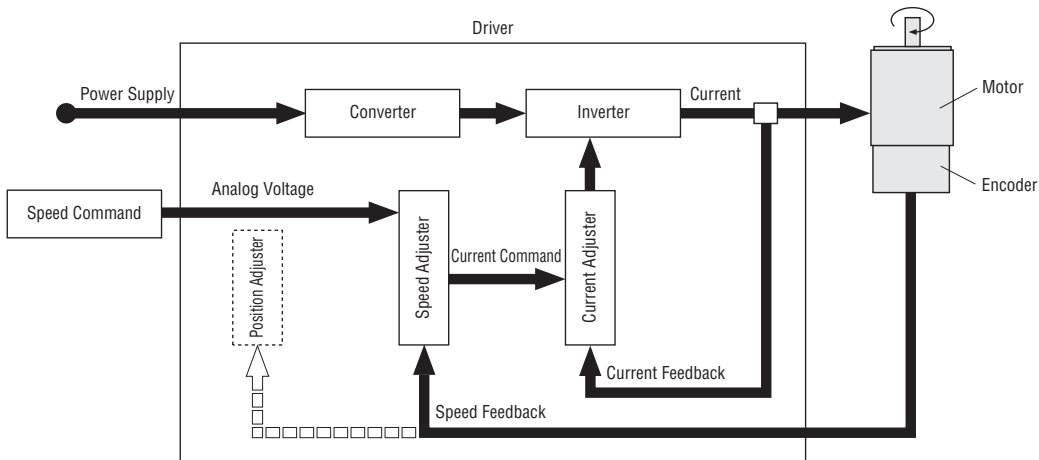 Driver
Power Supply
Converter
Inverter
Current
Motor
Encoder
Speed Command
Analog Voltage
Position Adjuster
Speed Adjuster
Current Command
Current Adjuster
Current Feedback
Speed Feedback